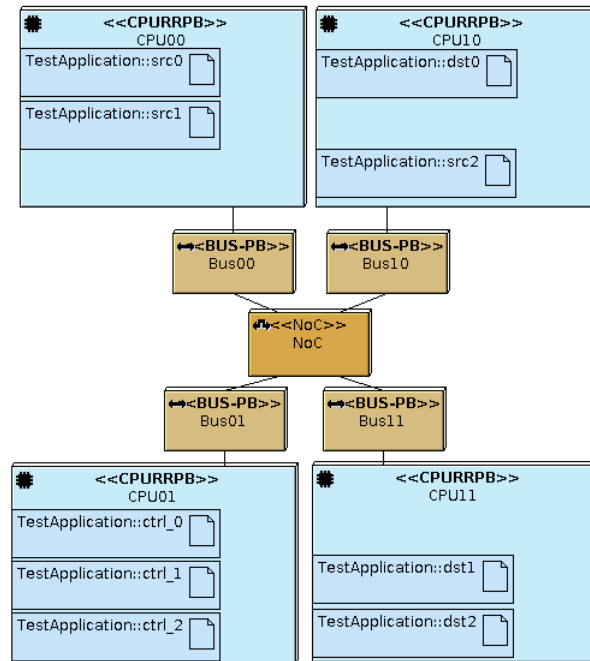 <<CPURRPB>>
CPU00
TestApplication::src0
TestApplication::src1
<<CPURRPB>>
CPU10
TestApplication::dst0
TestApplication::src2
<BUS-PB>>
Bus00
<BUS-PB>>
Bus10
<<NoC>>
NoC
<BUS-PB>>
Bus01
<BUS-PB>>
Bus11
<<CPURRPB>>
CPU01
TestApplication::ctrl_0
TestApplication::ctrl_1
TestApplication::ctrl_2
<<CPURRPB>>
CPU11
TestApplication::dst1
TestApplication::dst2